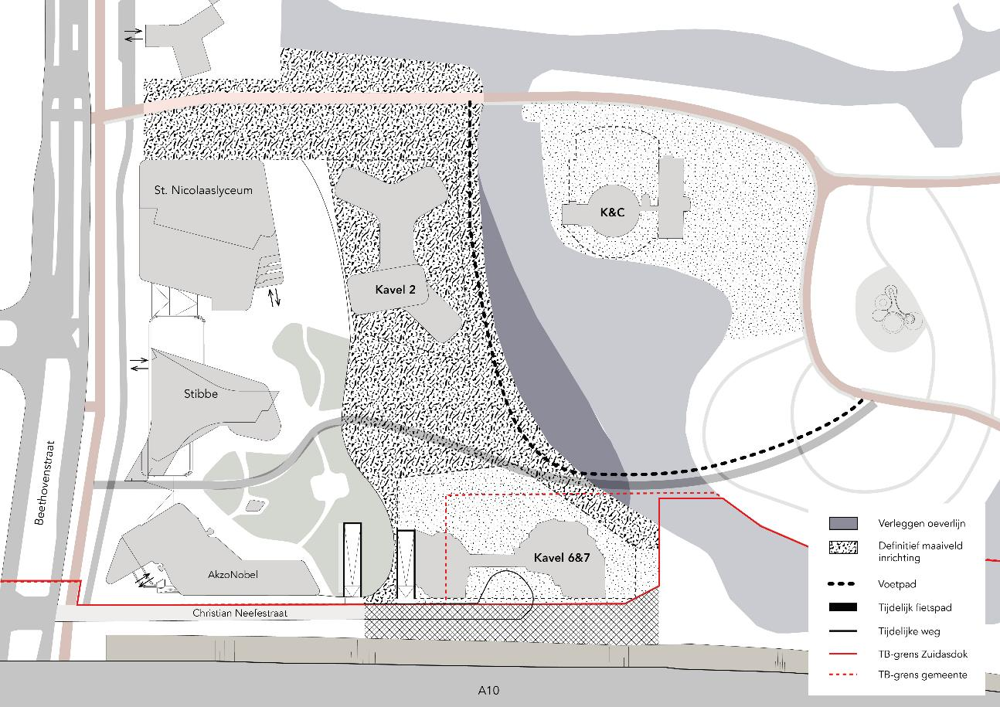 St. Nicolaaslyceum
K&C
Kavel 2
Stibbe
Beethovenstraat
Kavel 6&7
AkzoNobel
Christian Neefestraat
A10
Verleggen oeverlijn
Definitief maaiveld
inrichting
Voetpad
Tijdelijk fietspad
Tijdelijke weg
TB-grens Zuidasdok
TB-grens gemeente